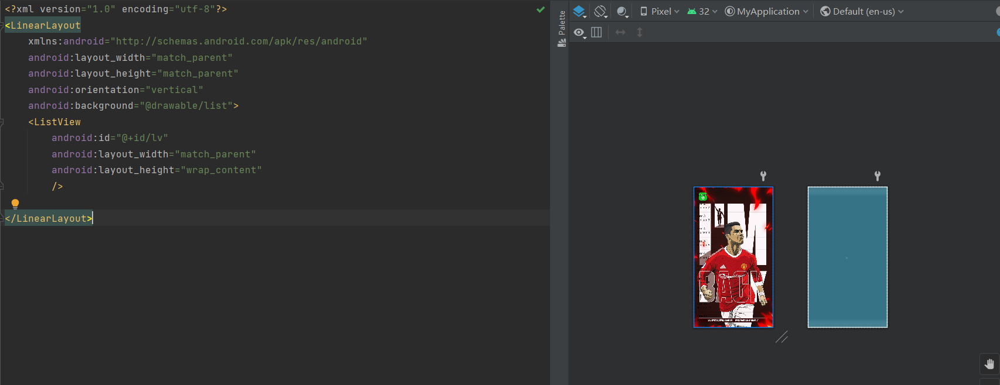 <?xml version="1.0" encoding="utf-8"?>
<LinearLayout
xmlns:android="http://schemas.android.com/apk/res/android"
android:layout_width="match_parent"
android:layout_height="match_parent"
android:orientation="vertical"
android:background="@drawable/list">
<ListView
android:id="@+id/lv"
android:layout_width="match_parent"
android:layout_height="wrap_content"
/>
</LinearLayout>
Palette
Pixel 32 MyApplication Default (en-us)
BACK